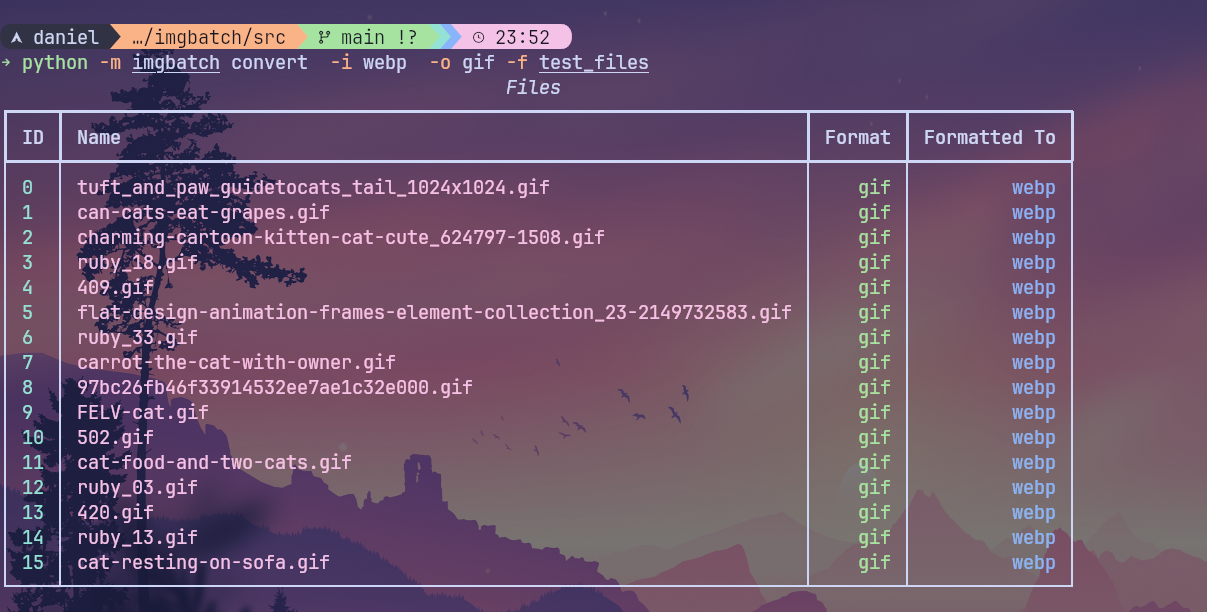 daniel …/imgbatch/src main !? 23:52
→ python -m imgbatch convert -i webp -o gif -f test_files
Files
ID Name Format Formatted To
0 tuft_and_paw_guidetocats_tail_1024x1024.gif gif webp
1 can-cats-eat-grapes.gif gif webp
2 charming-cartoon-kitten-cat-cute_624797-1508.gif gif webp
3 ruby_18.gif gif webp
4 409.gif gif webp
5 flat-design-animation-frames-element-collection_23-2149732583.gif gif webp
6 ruby_33.gif gif webp
7 carrot-the-cat-with-owner.gif gif webp
8 97bc26fb46f33914532ee7ae1c32e000.gif gif webp
9 FELV-cat.gif gif webp
10 502.gif gif webp
11 cat-food-and-two-cats.gif gif webp
12 ruby_03.gif gif webp
13 420.gif gif webp
14 ruby_13.gif gif webp
15 cat-resting-on-sofa.gif gif webp